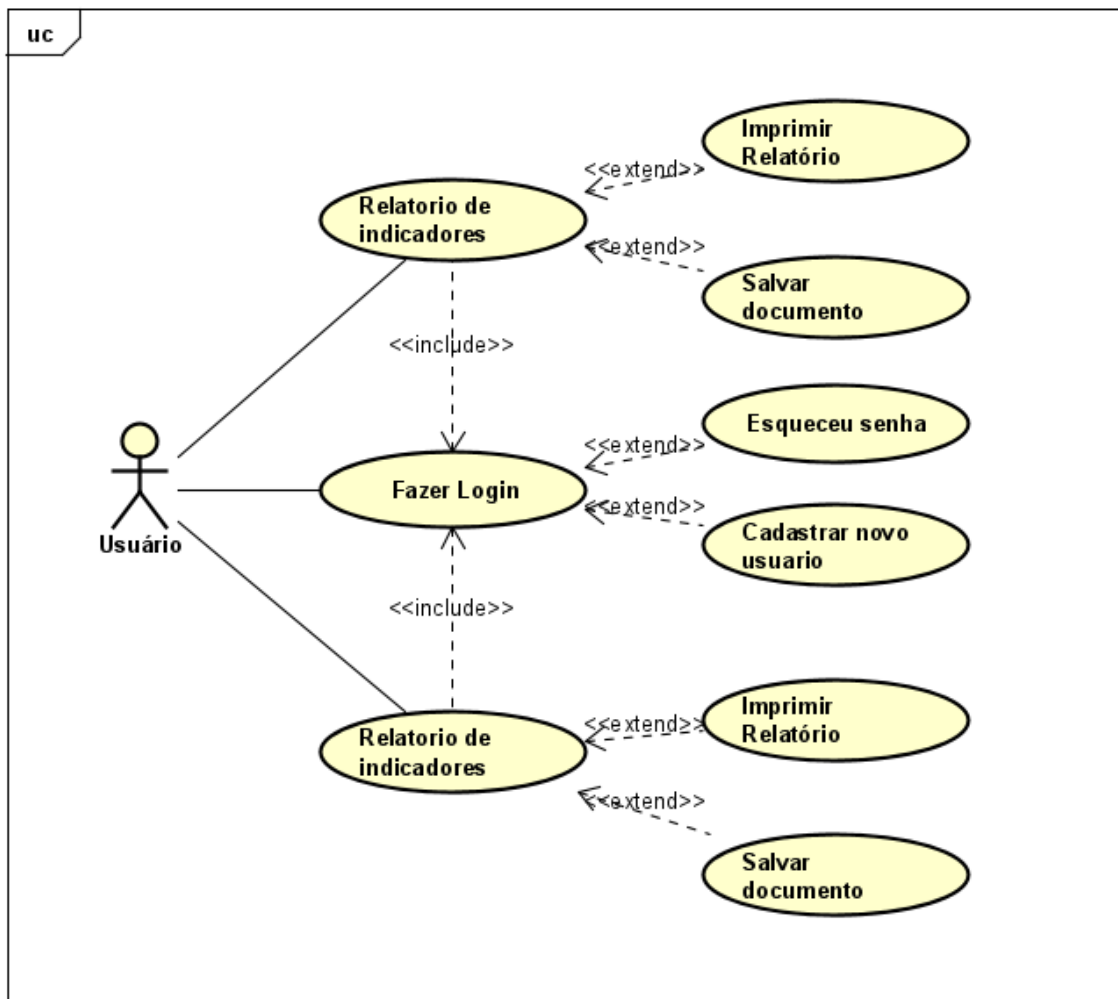 uc
Imprimir
Relatório
<<extend>>
Relatorio de
indicadores
<<extend>>
Salvar
documento
<<include>>
Esqueceu senha
<<extend>>
Fazer Login
<<extend>>
Cadastrar novo
usuario
Usuário
<<include>>
Imprimir
Relatório
<<extend>>
Relatorio de
indicadores
<<extend>>
Salvar
documento